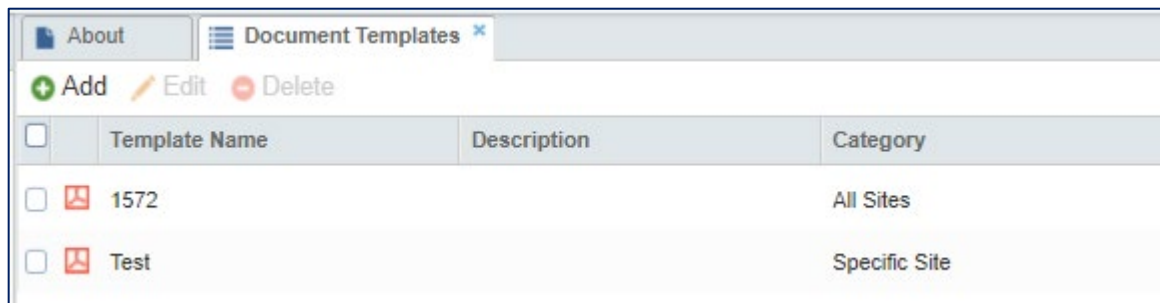 About Document Templates
Add Edit Delete
Template Name Description Category
1572 All Sites
Test Specific Site